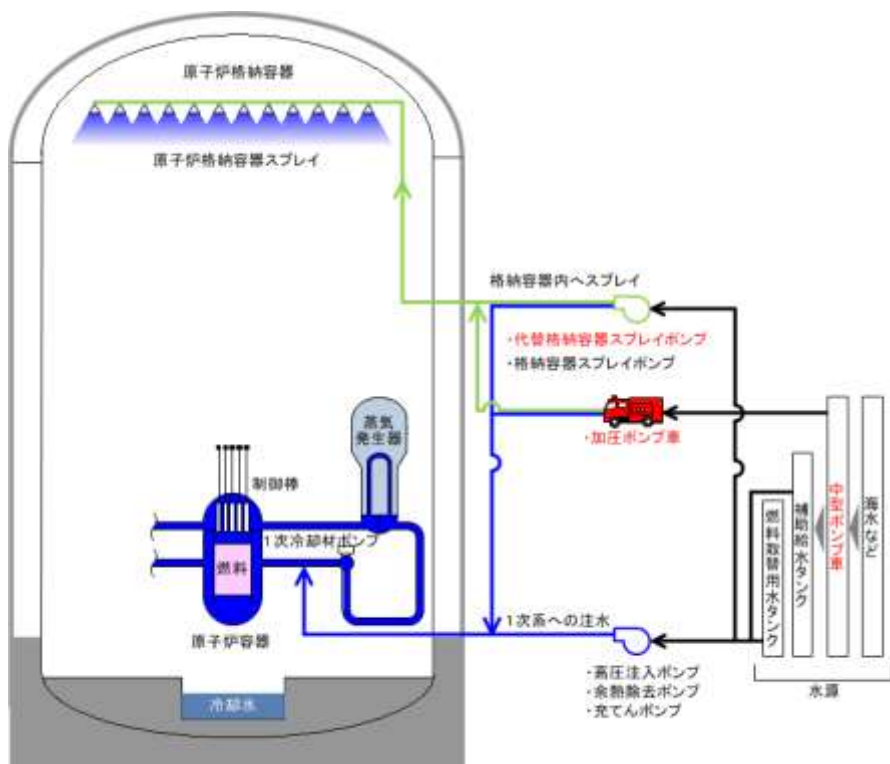 原子炉格納容器
原子炉格納容器スプレイ
格納容器内へスプレイ
・代替格納容器スプレイポンプ
・格納容器スプレイポンプ
・加圧ポンプ車
蒸気
発生器
制御棒
1次冷却材ポンプ
燃料
原子炉容器
冷却水
1次系への注水
・高圧注入ポンプ
・余熱除去ポンプ
・充てんポンプ
燃料取替用水タンク
補助給水タンク
中型ポンプ車
海水など
水源